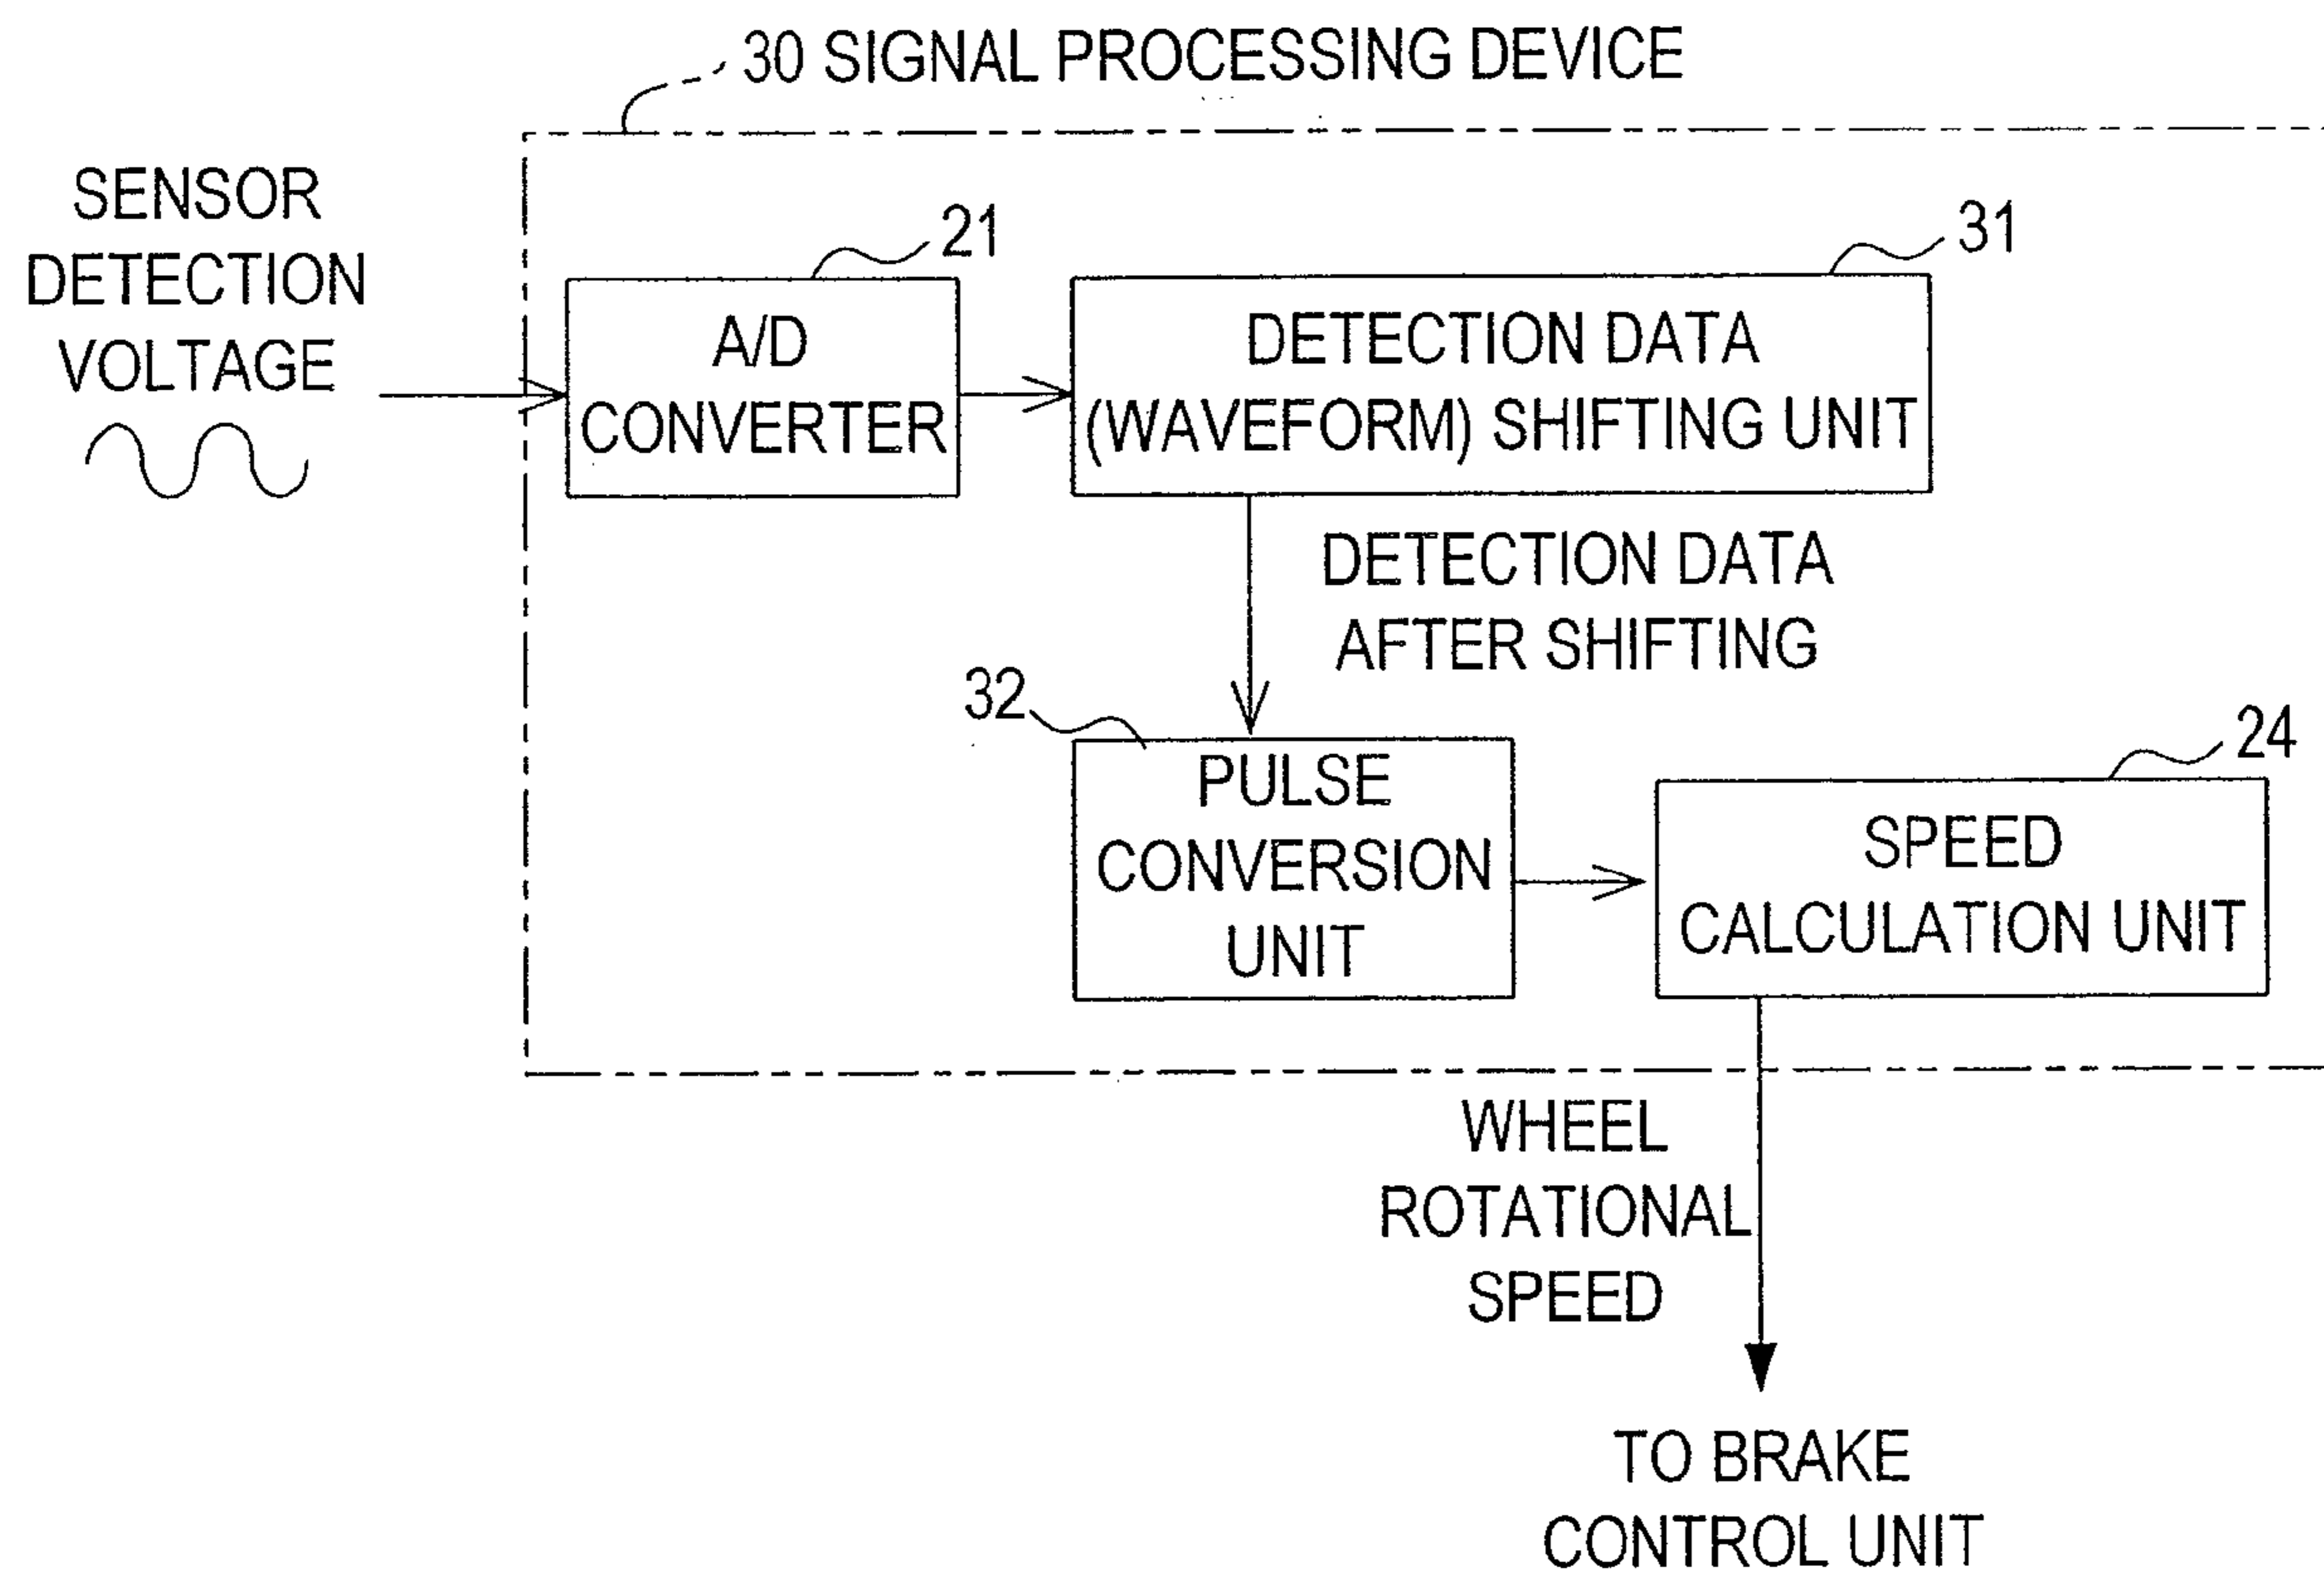 30 SIGNAL PROCESSING DEVICE
SENSOR
DETECTION
VOLTAGE
21
A/D
CONVERTER
31
DETECTION DATA
(WAVEFORM) SHIFTING UNIT
DETECTION DATA
AFTER SHIFTING
32
PULSE
CONVERSION
UNIT
24
SPEED
CALCULATION UNIT
WHEEL
ROTATIONAL
SPEED
TO BRAKE
CONTROL UNIT